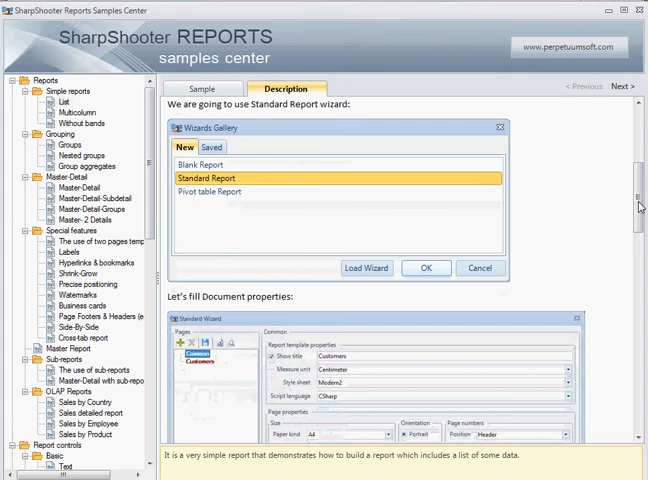 SharpShooter Reports Samples Center
SharpShooter REPORTS
samples center
www.perpetuumsoft.com
Reports
Simple reports
List
Multicolumn
Without bands
Grouping
Groups
Nested groups
Group aggregates
Master-Detail
Master-Detail
Master-Detail-Subdetail
Master-Detail-Groups
Master- 2 Details
Special features
The use of two pages temp
Labels
Hyperlinks & bookmarks
Shrink-Grow
Precise positioning
Watermarks
Business cards
Page Footers & Headers (e
Side-By-Side
Cross-tab report
Master Report
Sub-reports
The use of sub-reports
Master-Detail with sub-repo
OLAP Reports
Sales by Country
Sales detailed report
Sales by Employee
Sales by Product
Report controls
Basic
Text
Sample Description
< Previous Next >
We are going to use Standard Report wizard:
Wizards Gallery
New Saved
Blank Report
Standard Report
Pivot table Report
Load Wizard OK Cancel
Let's fill Document properties:
Standard Wizard
Pages
Common
Customers
Common
Report template properties
Show title Customers
Measure unit Centimeter
Style sheet Modern2
Script language CSharp
Page properties
Size Orientation Page numbers
Paper kind A4 Portrait Position Header
It is a very simple report that demonstrates how to build a report which includes a list of some data.